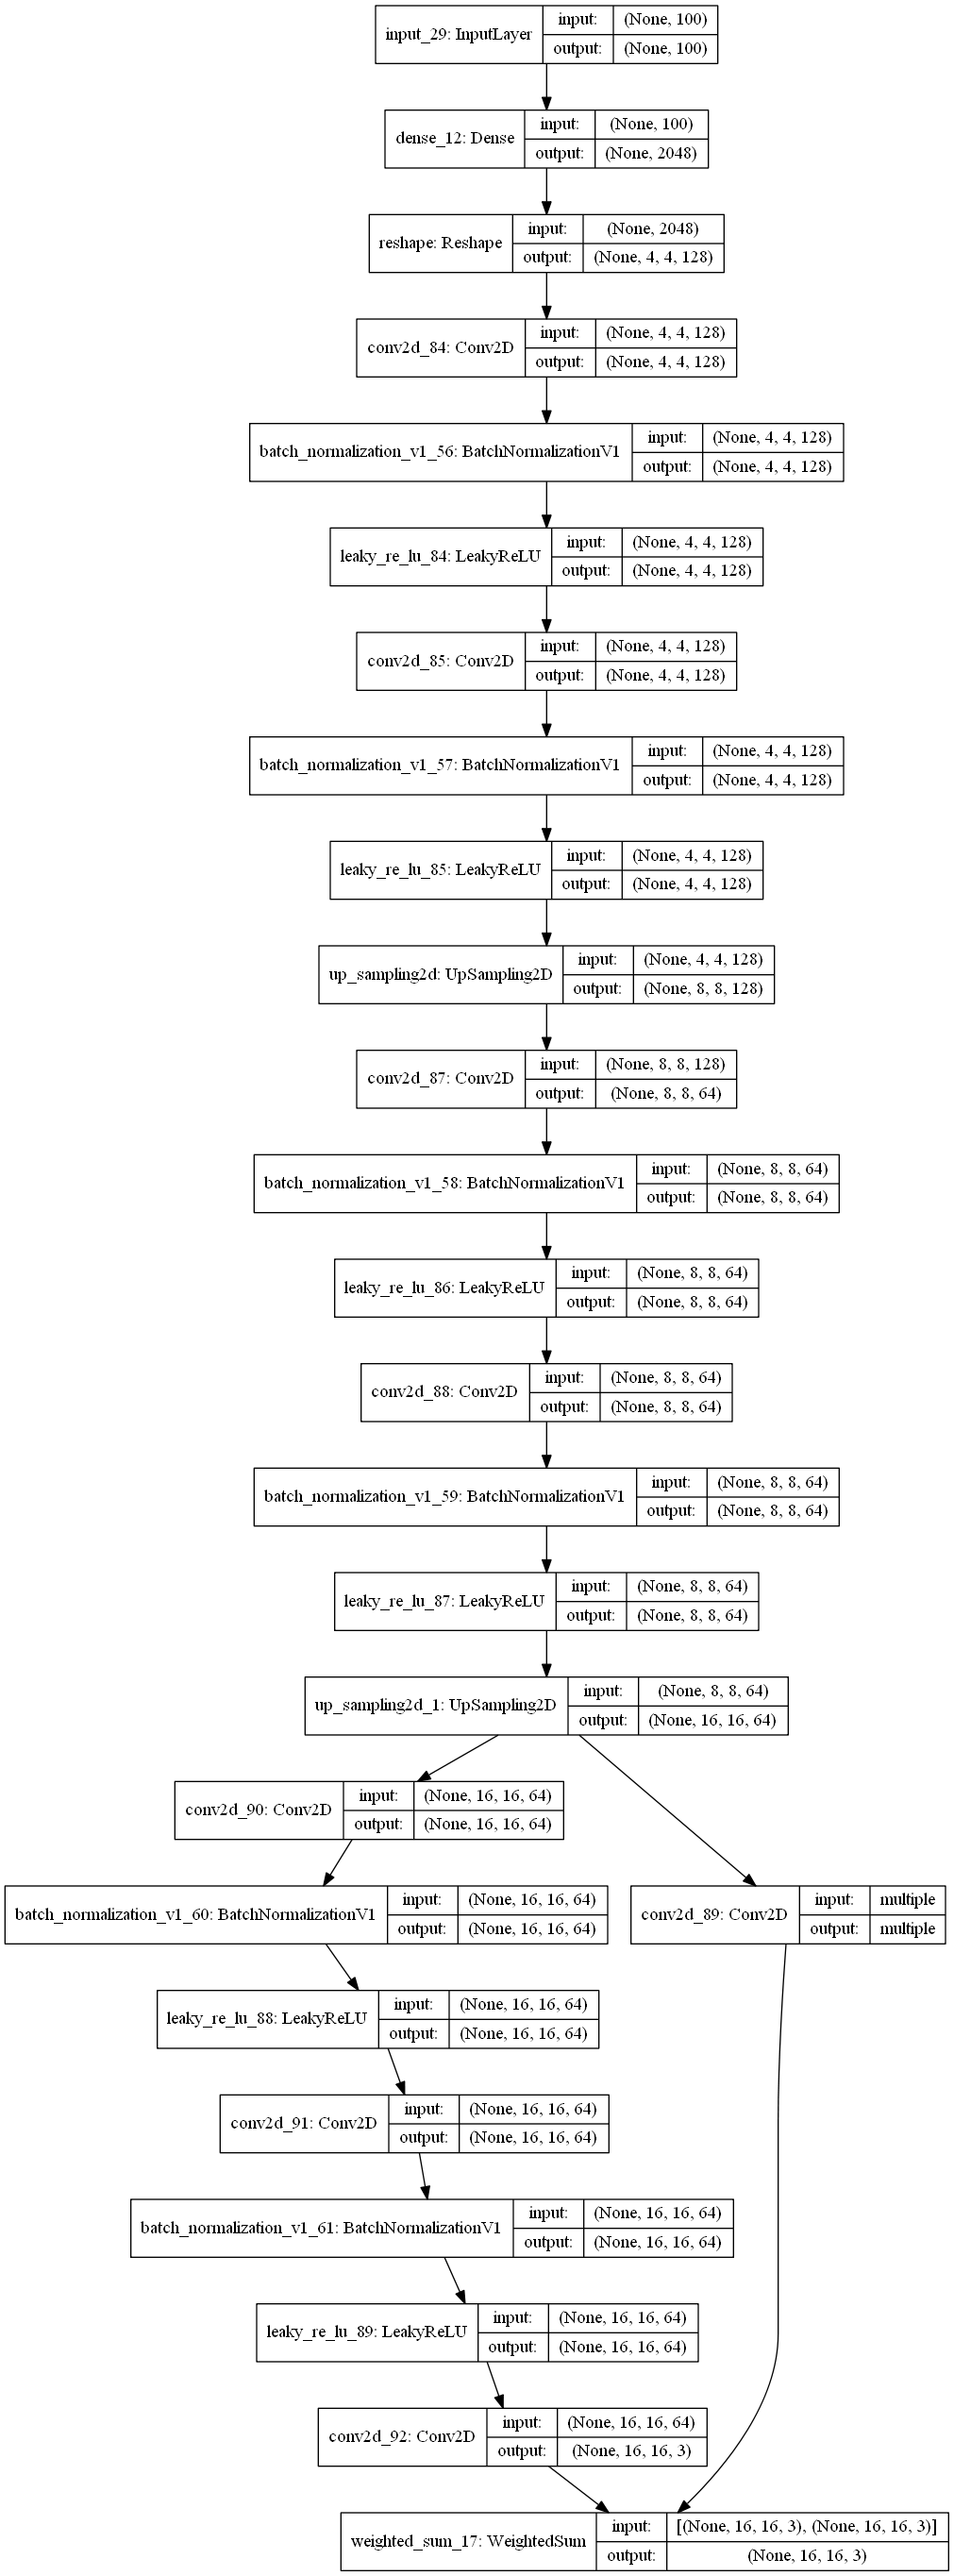 input_29: InputLayer
input: (None, 100)
output: (None, 100)
dense_12: Dense
input: (None, 100)
output: (None, 2048)
reshape: Reshape
input: (None, 2048)
output: (None, 4, 4, 128)
conv2d_84: Conv2D
input: (None, 4, 4, 128)
output: (None, 4, 4, 128)
batch_normalization_v1_56: BatchNormalizationV1
input: (None, 4, 4, 128)
output: (None, 4, 4, 128)
leaky_re_lu_84: LeakyReLU
input: (None, 4, 4, 128)
output: (None, 4, 4, 128)
conv2d_85: Conv2D
input: (None, 4, 4, 128)
output: (None, 4, 4, 128)
batch_normalization_v1_57: BatchNormalizationV1
input: (None, 4, 4, 128)
output: (None, 4, 4, 128)
leaky_re_lu_85: LeakyReLU
input: (None, 4, 4, 128)
output: (None, 4, 4, 128)
up_sampling2d: UpSampling2D
input: (None, 4, 4, 128)
output: (None, 8, 8, 128)
conv2d_87: Conv2D
input: (None, 8, 8, 128)
output: (None, 8, 8, 64)
batch_normalization_v1_58: BatchNormalizationV1
input: (None, 8, 8, 64)
output: (None, 8, 8, 64)
leaky_re_lu_86: LeakyReLU
input: (None, 8, 8, 64)
output: (None, 8, 8, 64)
conv2d_88: Conv2D
input: (None, 8, 8, 64)
output: (None, 8, 8, 64)
batch_normalization_v1_59: BatchNormalizationV1
input: (None, 8, 8, 64)
output: (None, 8, 8, 64)
leaky_re_lu_87: LeakyReLU
input: (None, 8, 8, 64)
output: (None, 8, 8, 64)
up_sampling2d_1: UpSampling2D
input: (None, 8, 8, 64)
output: (None, 16, 16, 64)
conv2d_90: Conv2D
input: (None, 16, 16, 64)
output: (None, 16, 16, 64)
batch_normalization_v1_60: BatchNormalizationV1
input: (None, 16, 16, 64)
output: (None, 16, 16, 64)
conv2d_89: Conv2D
input: multiple
output: multiple
leaky_re_lu_88: LeakyReLU
input: (None, 16, 16, 64)
output: (None, 16, 16, 64)
conv2d_91: Conv2D
input: (None, 16, 16, 64)
output: (None, 16, 16, 64)
batch_normalization_v1_61: BatchNormalizationV1
input: (None, 16, 16, 64)
output: (None, 16, 16, 64)
leaky_re_lu_89: LeakyReLU
input: (None, 16, 16, 64)
output: (None, 16, 16, 64)
conv2d_92: Conv2D
input: (None, 16, 16, 64)
output: (None, 16, 16, 3)
weighted_sum_17: WeightedSum
input: [(None, 16, 16, 3), (None, 16, 16, 3)]
output: (None, 16, 16, 3)